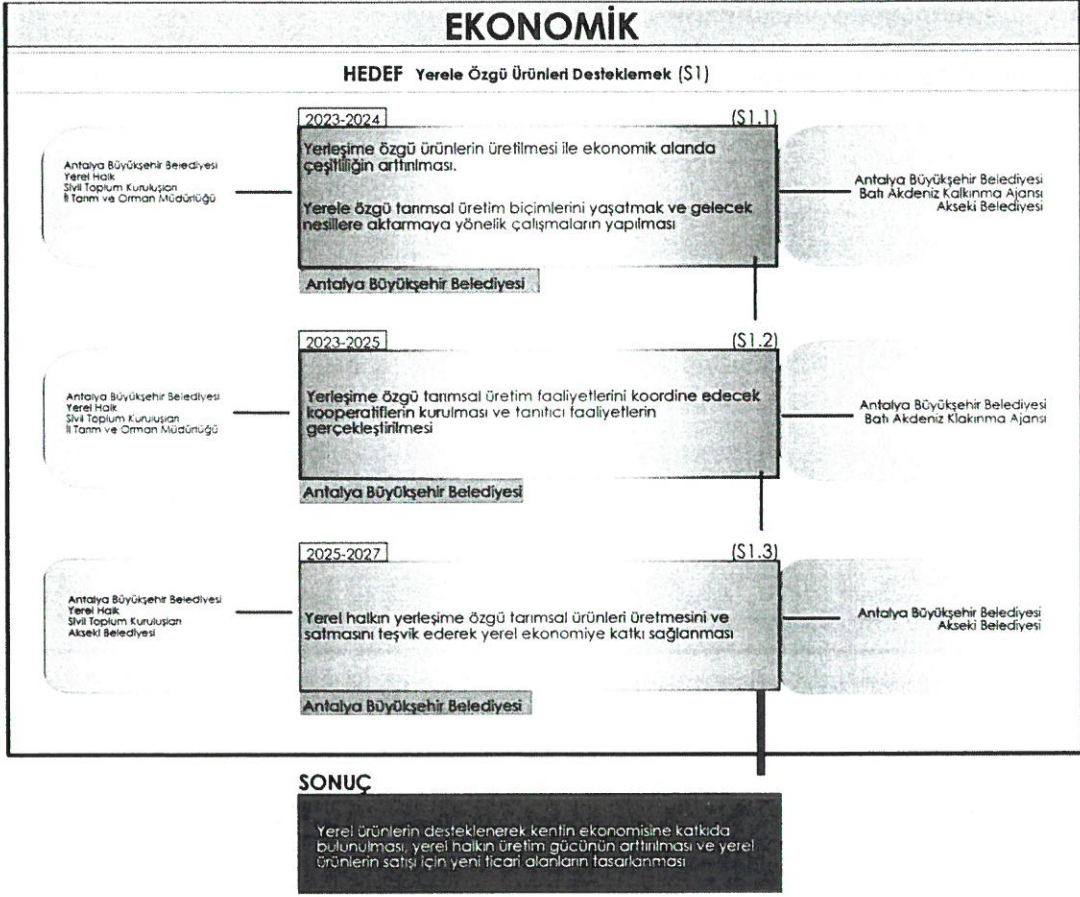 EKONOMİK
HEDEF Yerele Özgü Ürünleri Desteklemek (S1)
2023-2024
(S1.1)
Antalya Büyükşehir Belediyesi
Yerel Halk
Sivil Toplum Kuruluşları
İl Tarım ve Orman Müdürlüğü
Yerleşime özgü ürünlerin üretilmesi ile ekonomik alanda
çeşitliliğin arttırılması.
Yerele özgü tarımsal üretim biçimlerini yaşatmak ve gelecek
nesillere aktarmaya yönelik çalışmaların yapılması
Antalya Büyükşehir Belediyesi
Batı Akdeniz Kalkınma Ajansı
Akseki Belediyesi
Antalya Büyükşehir Belediyesi
2023-2025
(S1.2)
Antalya Büyükşehir Belediyesi
Yerel Halk
Sivil Toplum Kuruluşları
İl Tarım ve Orman Müdürlüğü
Yerleşime özgü tarımsal üretim faaliyetlerini koordine edecek
kooperatiflerin kurulması ve tanıtıcı faaliyetlerin
gerçekleştirilmesi
Antalya Büyükşehir Belediyesi
Batı Akdeniz Klakınma Ajansı
Antalya Büyükşehir Belediyesi
2025-2027
(S1.3)
Antalya Büyükşehir Belediyesi
Yerel Halk
Sivil Toplum Kuruluşları
Akseki Belediyesi
Yerel halkın yerleşime özgü tarımsal ürünleri üretmesini ve
satmasını teşvik ederek yerel ekonomiye katkı sağlanması
Antalya Büyükşehir Belediyesi
Akseki Belediyesi
Antalya Büyükşehir Belediyesi
SONUÇ
Yerel ürünlerin desteklenerek kentin ekonomisine katkıda
bulunulması, yerel halkın üretim gücünün arttırılması ve yerel
ürünlerin satışı için yeni ticari alanların tasarlanması